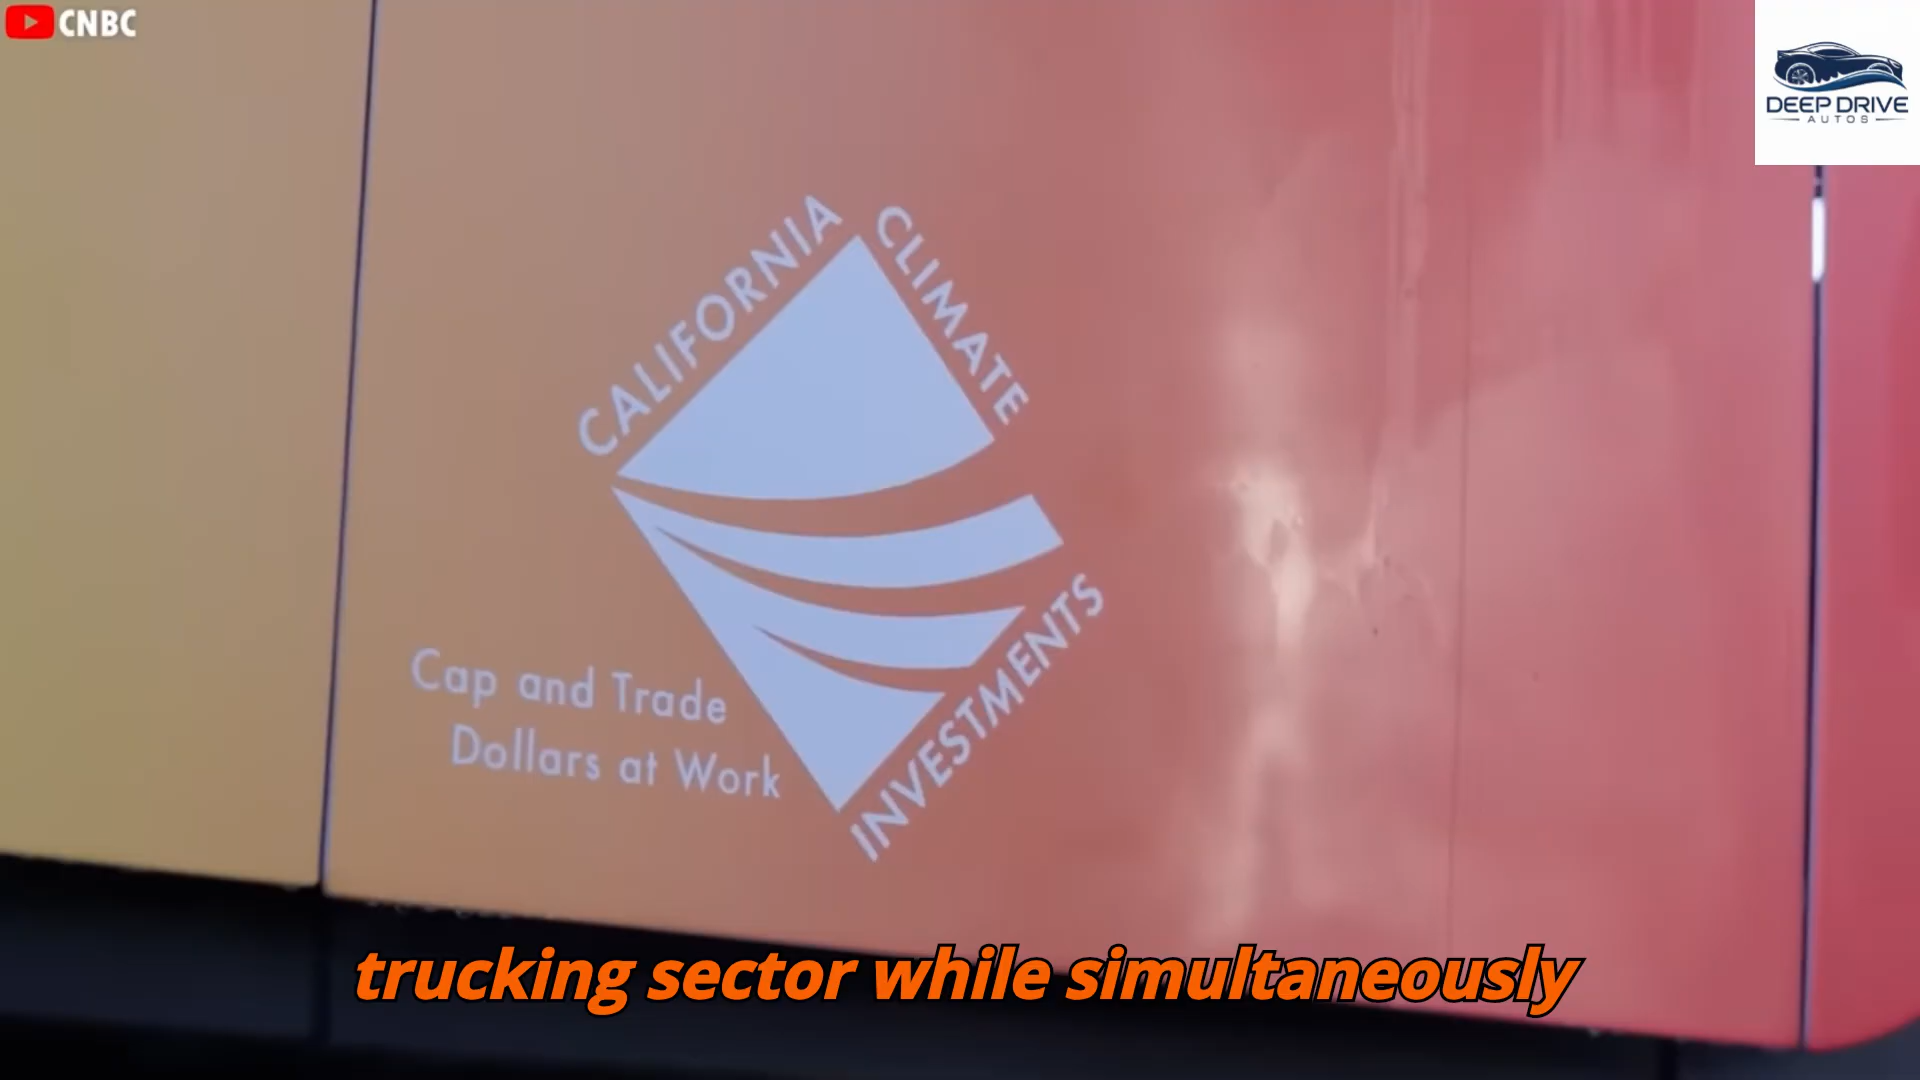 CNBC
DEEP DRIVE
AUTOS
CALIFORNIA
CLIMATE
INVESTMENTS
Cap and Trade
Dollars at Work
trucking sector while simultaneously